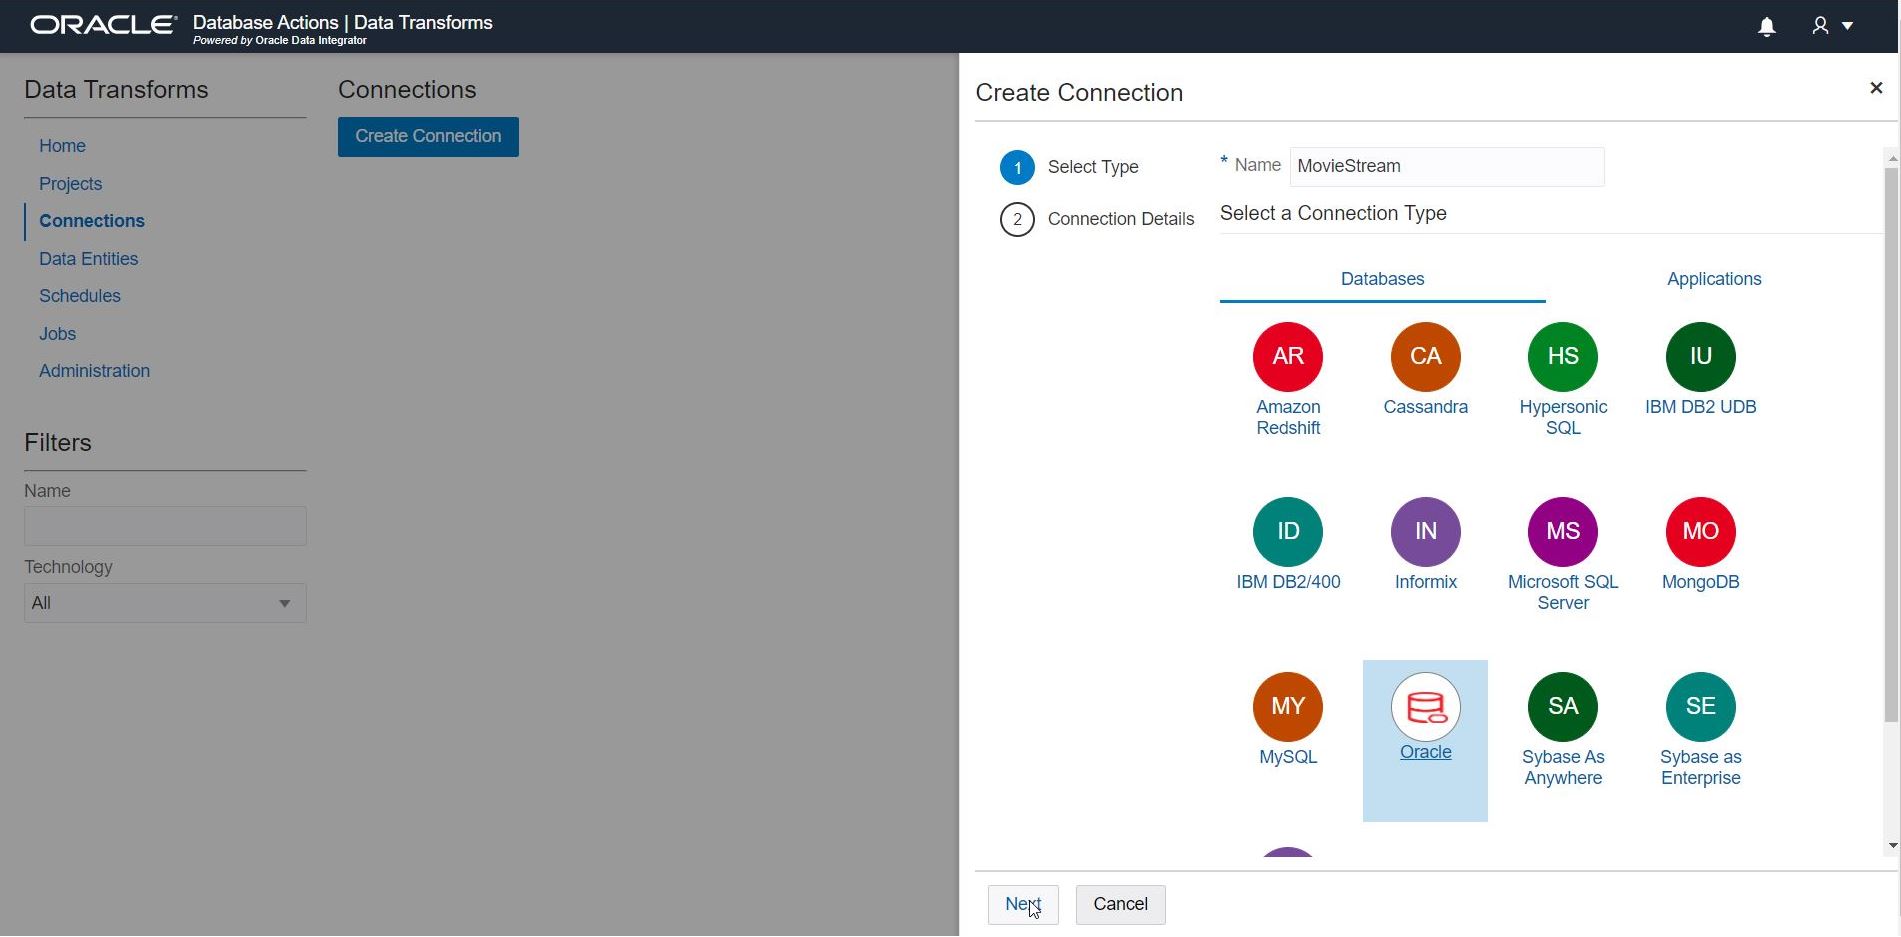 ORACLE Database Actions | Data Transforms
Powered by Oracle Data Integrator
Data Transforms
Home
Projects
Connections
Data Entities
Schedules
Jobs
Administration
Filters
Name
Technology
All
Connections
Create Connection
Create Connection
×
1 Select Type
2 Connection Details
* Name MovieStream
Select a Connection Type
Databases Applications
AR CA HS IU
Amazon
Redshift
Cassandra
Hypersonic
SQL
IBM DB2 UDB
ID IN MS MO
IBM DB2/400
Informix
Microsoft SQL
Server
MongoDB
MY SA SE
MySQL
Oracle
Sybase As
Anywhere
Sybase as
Enterprise
Next Cancel